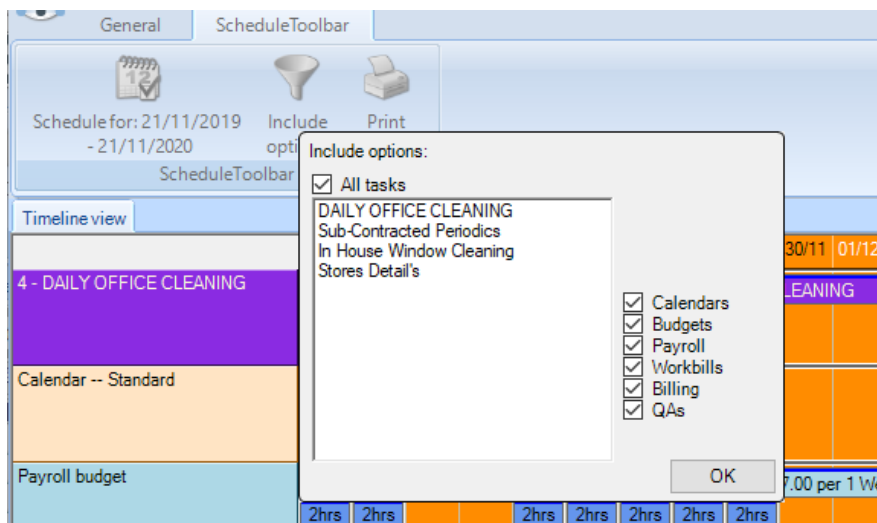 General
ScheduleToolbar
12
Schedule for: 21/11/2019
- 21/11/2020
Include
opti
Print
ScheduleToolbar
Include options:
All tasks
DAILY OFFICE CLEANING
Sub-Contracted Periodics
In House Window Cleaning
Stores Detail's
Calendars
Budgets
Payroll
Workbills
Billing
QAs
OK
Timeline view
30/11 01/12
4 - DAILY OFFICE CLEANING
LEANING
Calendar -- Standard
Payroll budget
7.00 per 1 We
2hrs 2hrs 2hrs 2hrs 2hrs 2hrs 2hrs